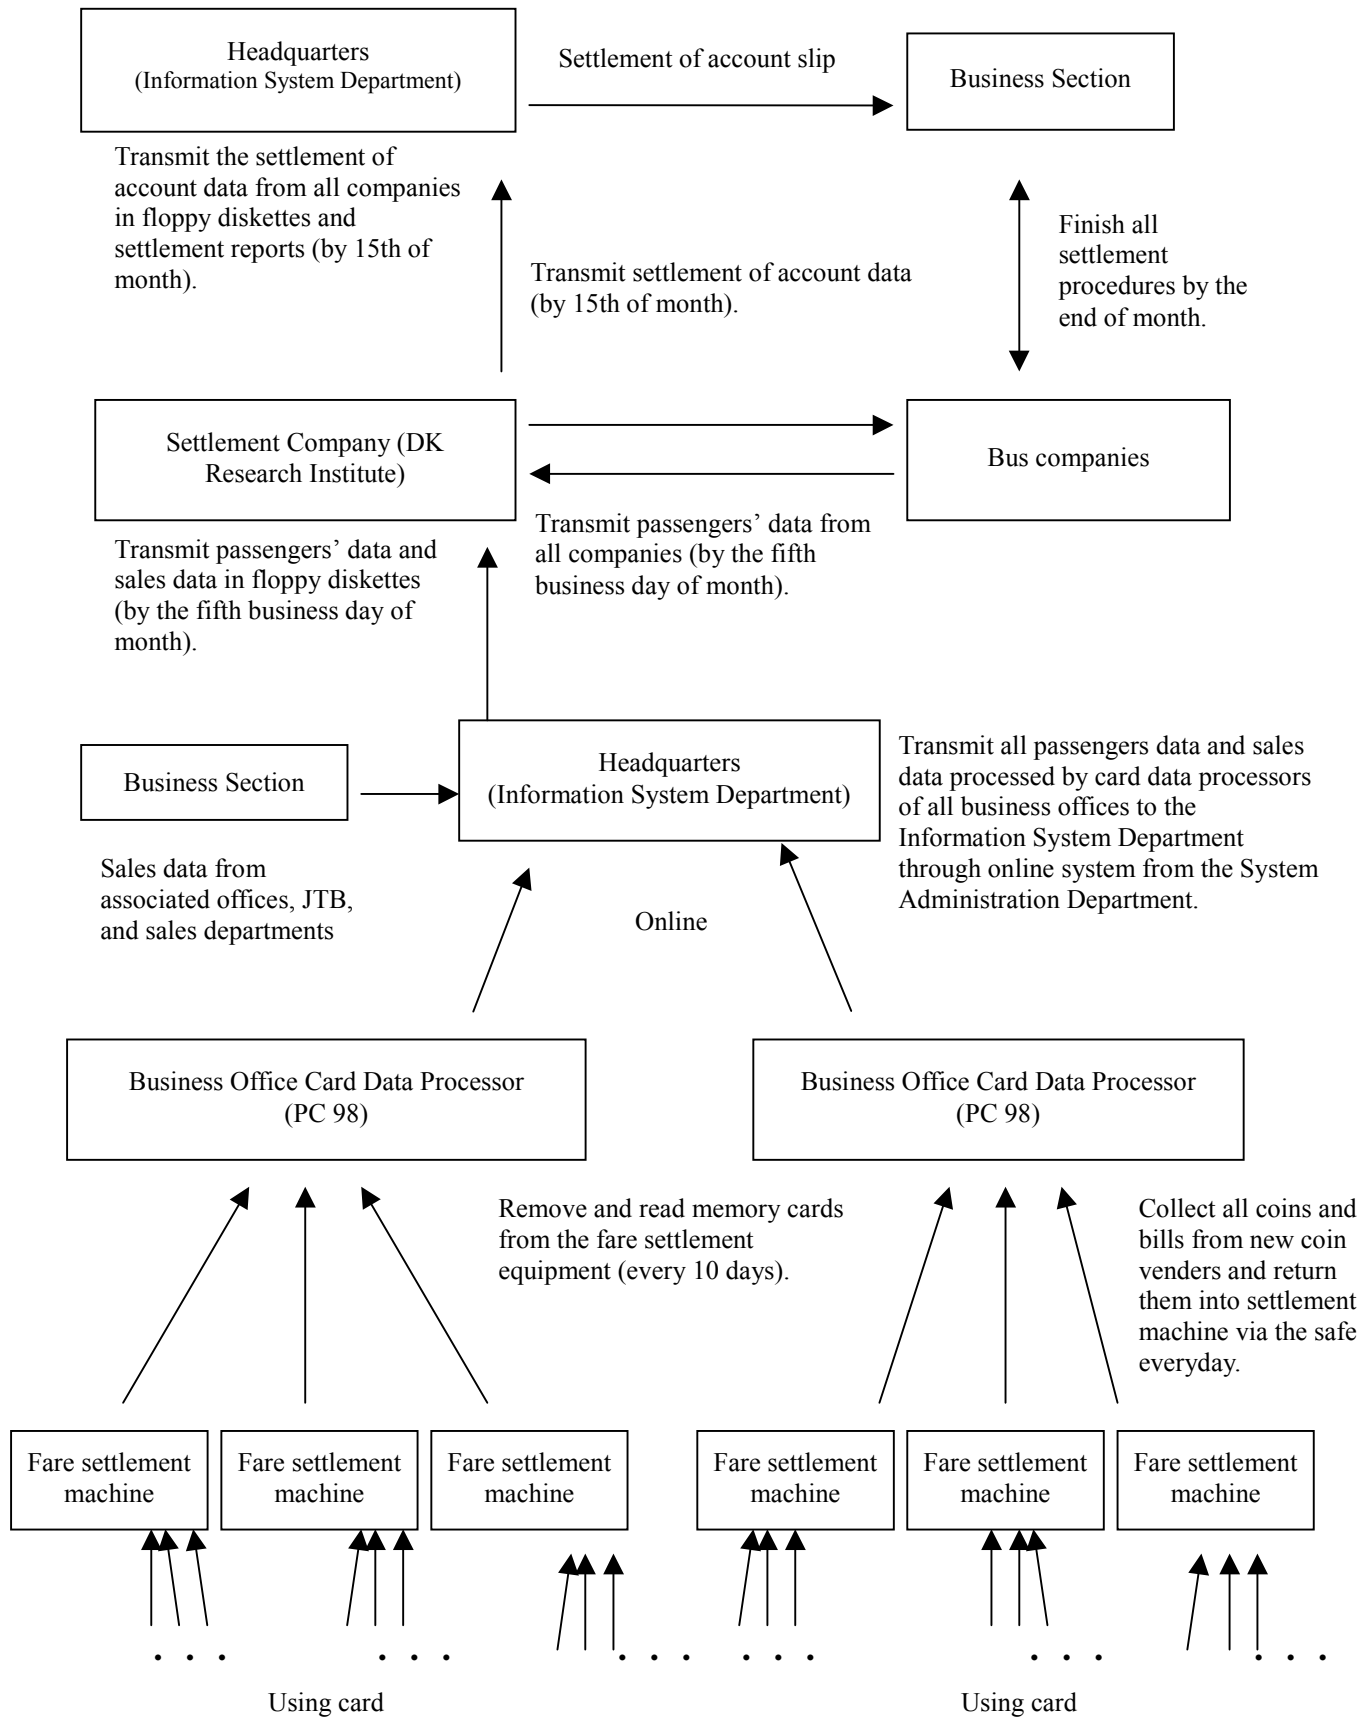 Headquarters
(Information System Department)
Settlement of account slip
Business Section
Transmit the settlement of
account data from all companies
in floppy diskettes and
settlement reports (by 15th of
month).
Transmit settlement of account data
(by 15th of month).
Finish all
settlement
procedures by the
end of month.
Settlement Company (DK
Research Institute)
Bus companies
Transmit passengers’ data and
sales data in floppy diskettes
(by the fifth business day of
month).
Transmit passengers’ data from
all companies (by the fifth
business day of month).
Business Section
Headquarters
(Information System Department)
Transmit all passengers data and sales
data processed by card data processors
of all business offices to the
Information System Department
through online system from the System
Administration Department.
Sales data from
associated offices, JTB,
and sales departments
Online
Business Office Card Data Processor
(PC 98)
Business Office Card Data Processor
(PC 98)
Remove and read memory cards
from the fare settlement
equipment (every 10 days).
Collect all coins and
bills from new coin
venders and return
them into settlement
machine via the safe
everyday.
Fare settlement
machine
Fare settlement
machine
Fare settlement
machine
Fare settlement
machine
Fare settlement
machine
Fare settlement
machine
. . .
. . .
. . .
. . .
. . .
. . .
Using card
Using card